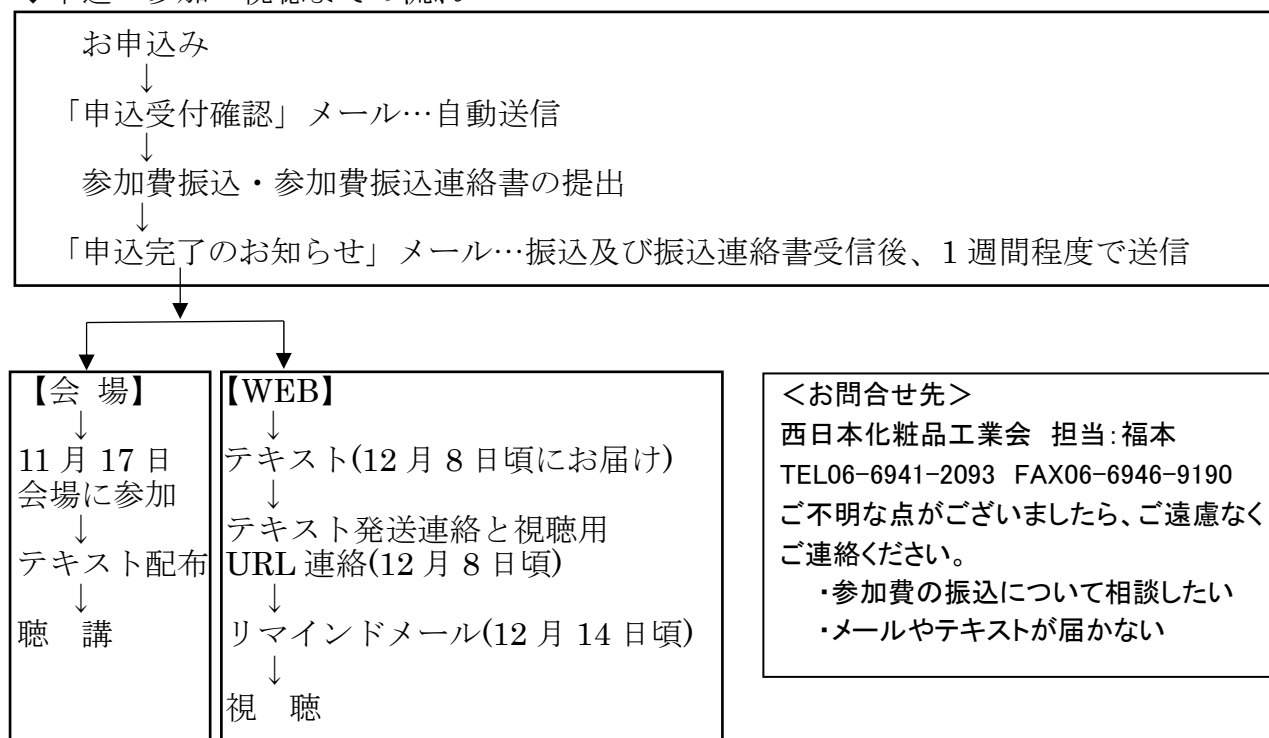 お申込み
↓
「申込受付確認」メール…自動送信
↓
参加費振込・参加費振込連絡書の提出
↓
「申込完了のお知らせ」メール…振込及び振込連絡書受信後、1週間程度で送信
【会 場】
↓
11月17日
会場に参加
↓
テキスト配布
↓
聴 講
【WEB】
↓
テキスト(12月8日頃にお届け)
↓
テキスト発送連絡と視聴用
URL連絡(12月8日頃)
↓
リマインドメール(12月14日頃)
↓
視 聴
<お問合せ先>
西日本化粧品工業会 担当:福本
TEL06-6941-2093 FAX06-6946-9190
ご不明な点がございましたら、ご遠慮なく
ご連絡ください。
・参加費の振込について相談したい
・メールやテキストが届かない